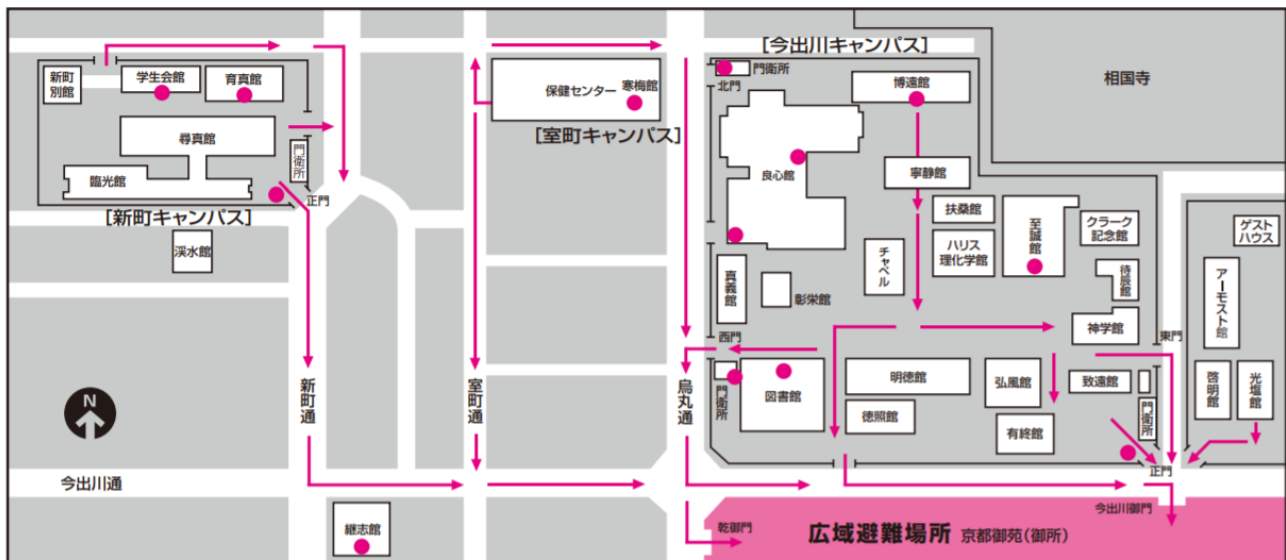 [今出川キャンパス]
新町
別館
学生会館
育真館
尋真館
臨光館
門衛所
正門
[新町キャンパス]
渓水館
保健センター
寒梅館
[室町キャンパス]
門衛所
北門
博遠館
相国寺
良心館
寧静館
扶桑館
至誠館
クラーク
記念館
ゲスト
ハウス
チャペル
ハリス
理化学館
待辰館
アーモスト館
真義館
彰栄館
神学館
西門
東門
門衛所
図書館
明徳館
弘風館
致遠館
啓明館
光塩館
徳照館
有終館
門衛所
正門
N
新町通
室町通
烏丸通
今出川通
継志館
乾御門
広域避難場所 京都御苑(御所)
今出川御門